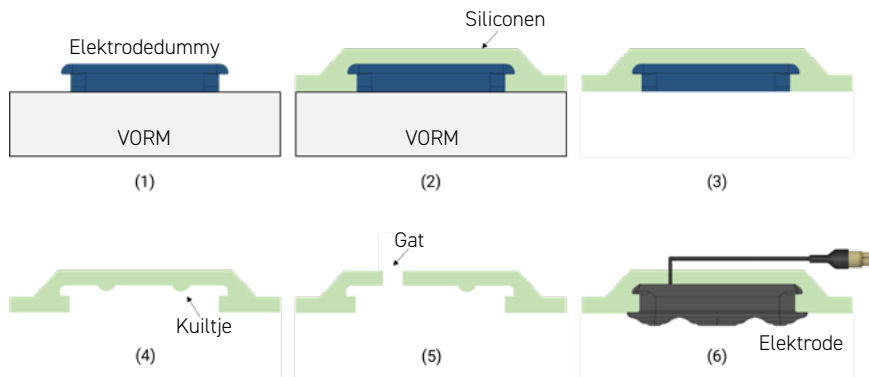 Elektrodedummy
VORM
(1)
Siliconen
VORM
(2)
(3)
Kuiltje
(4)
Gat
(5)
Elektrode
(6)